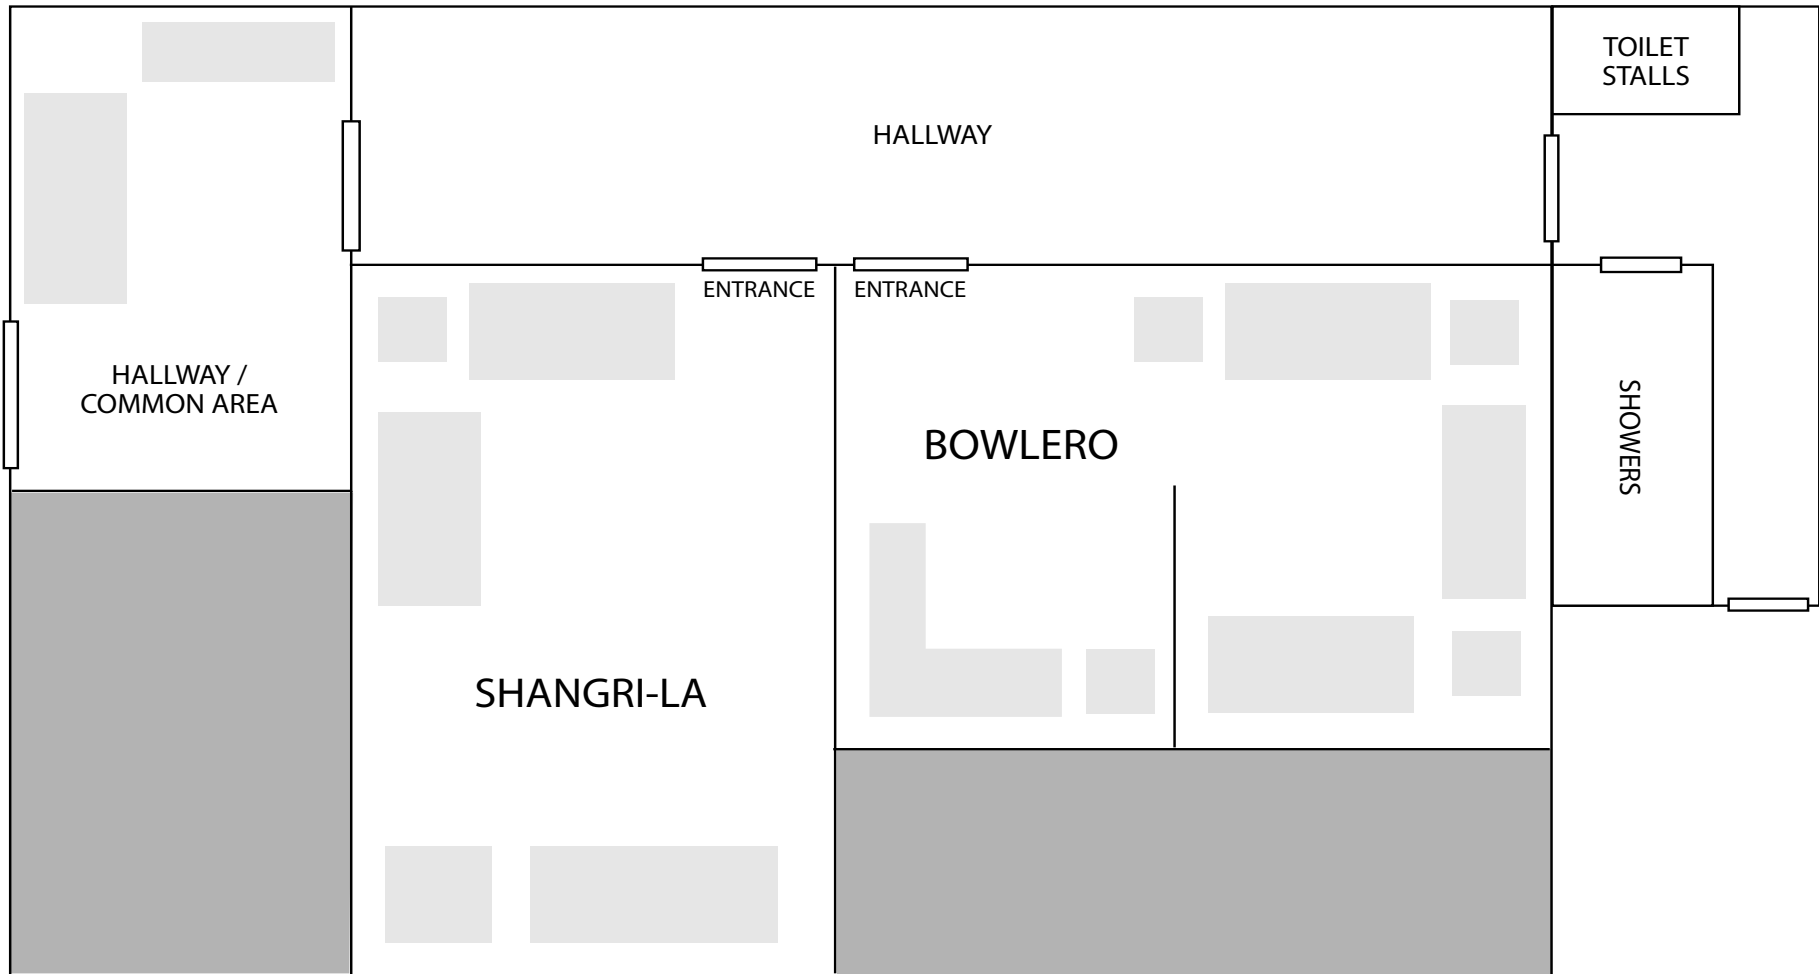 TOILET
STALLS
HALLWAY
ENTRANCE
ENTRANCE
HALLWAY /
COMMON AREA
BOWLERO
SHOWERS
SHANGRI-LA